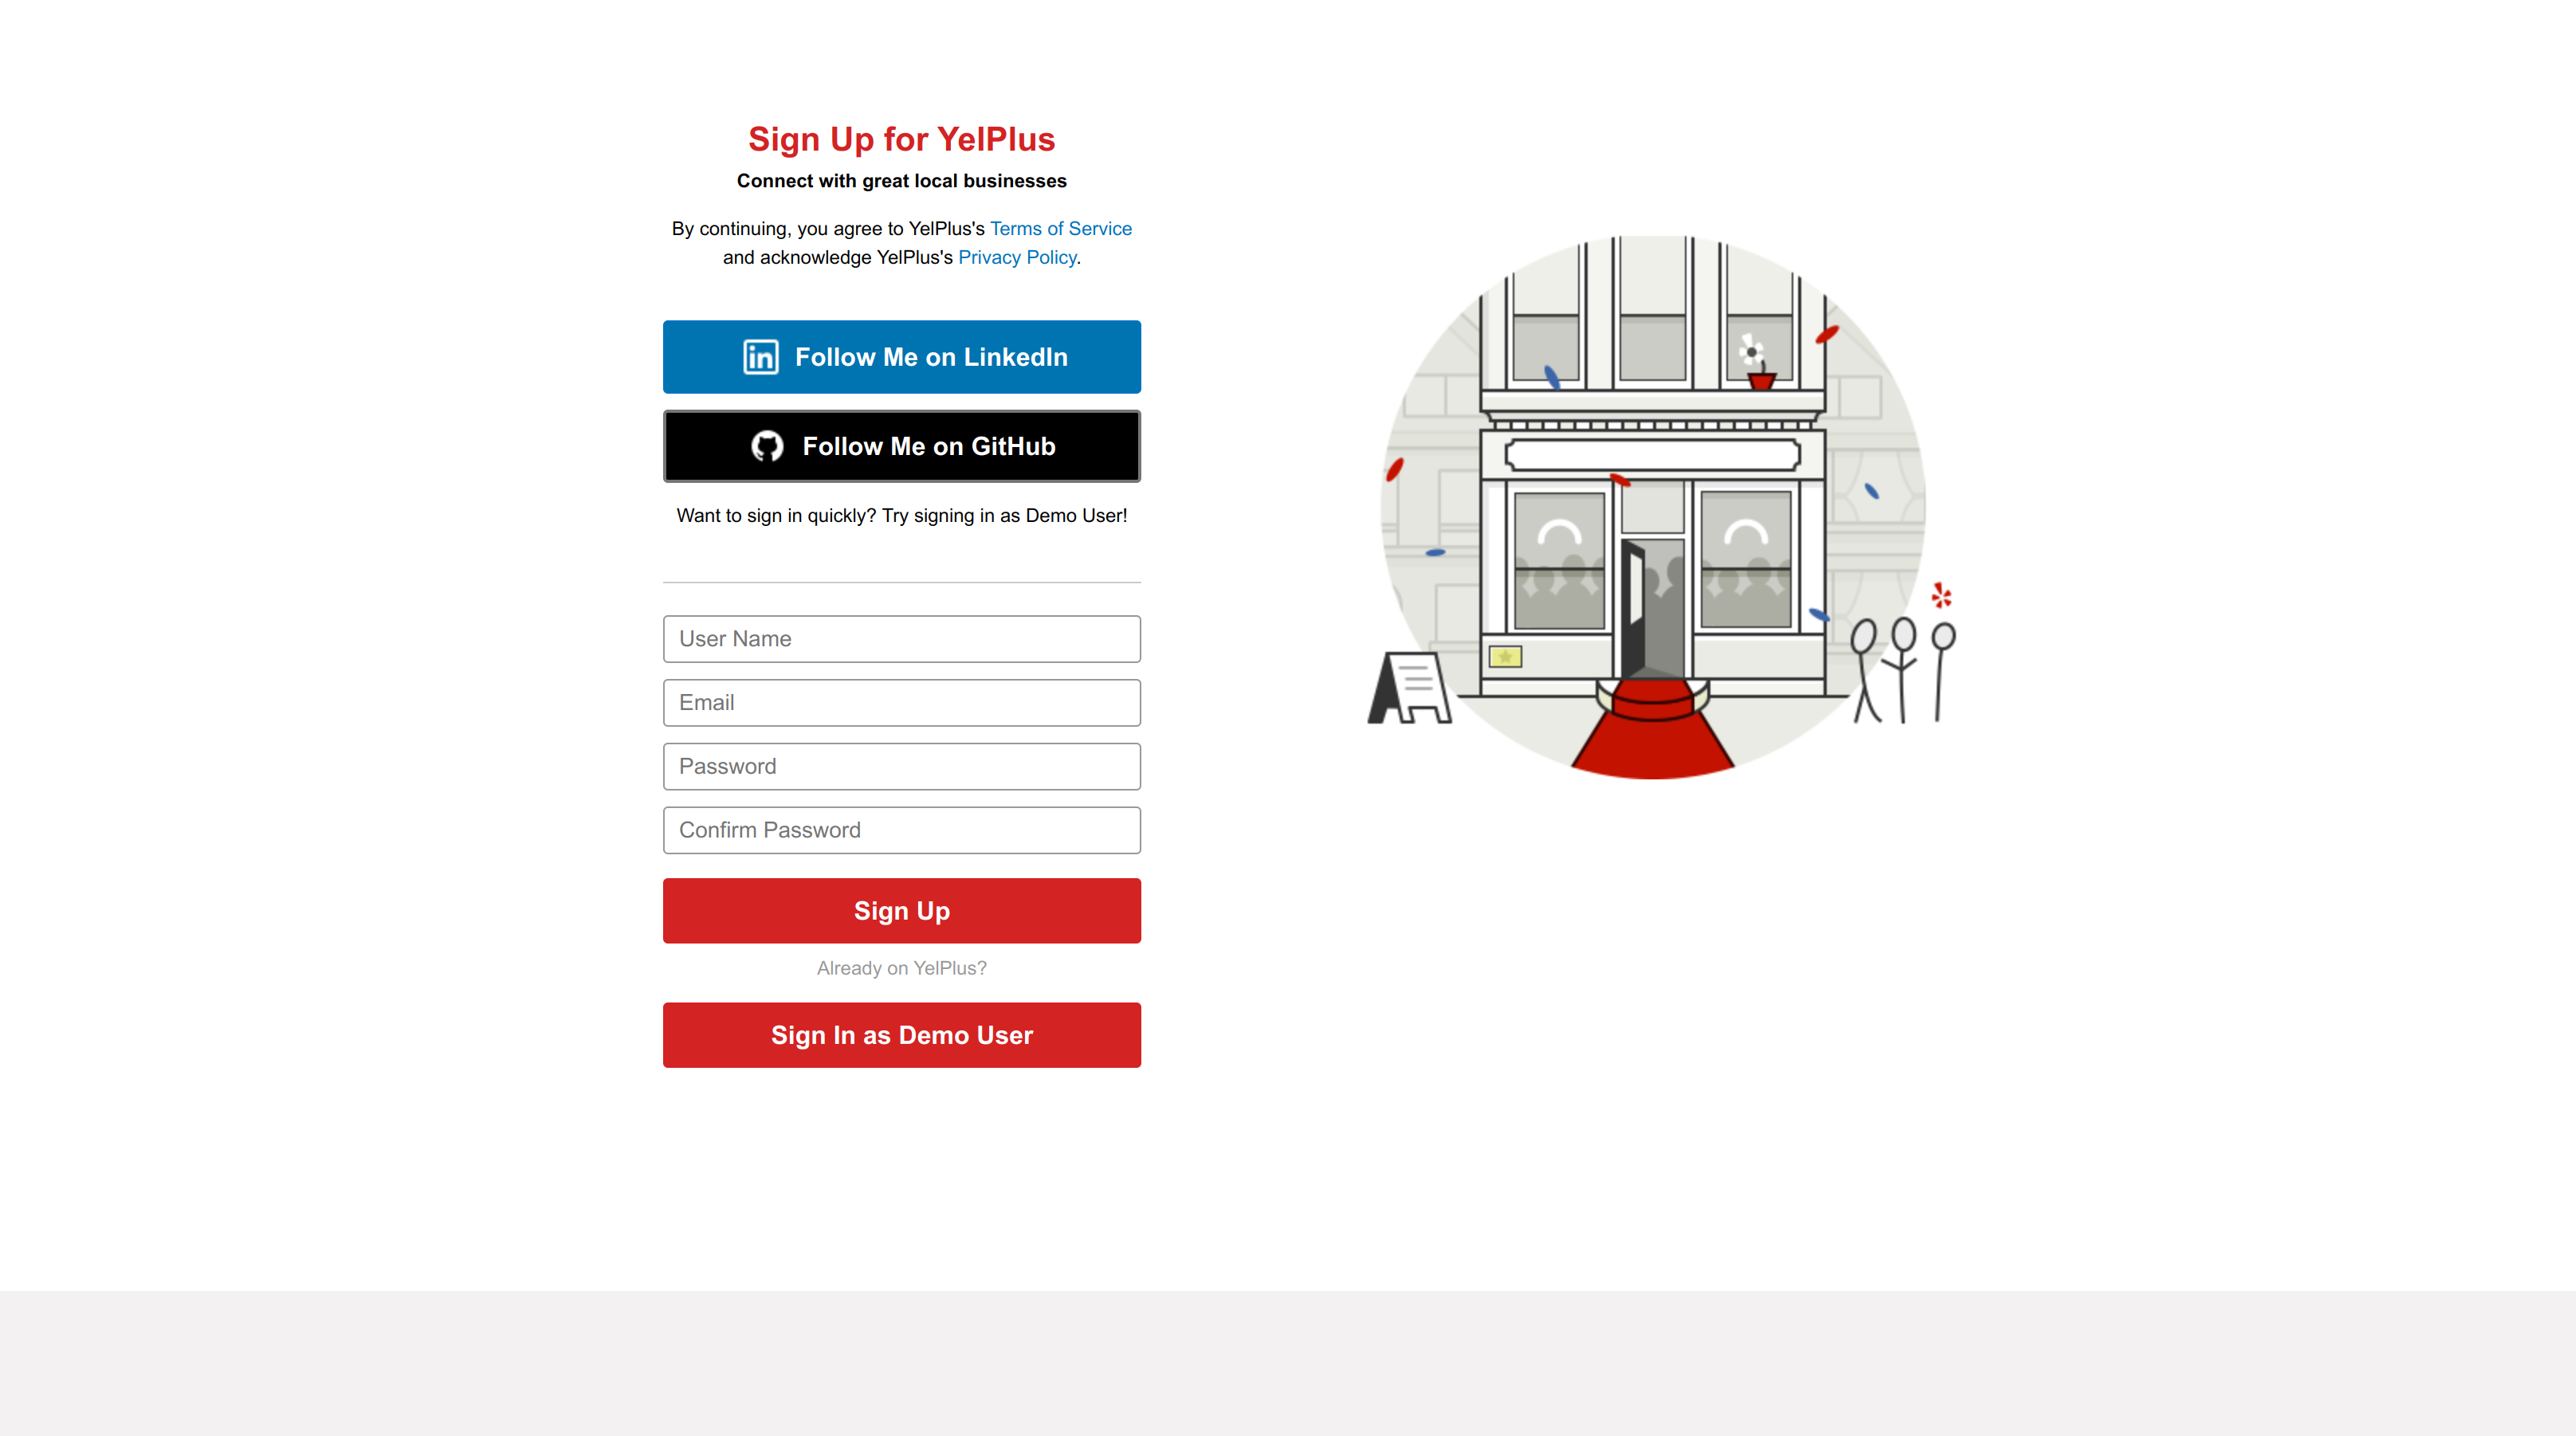 Sign Up for YelPlus
Connect with great local businesses
By continuing, you agree to YelPlus's Terms of Service
and acknowledge YelPlus's Privacy Policy.
in Follow Me on LinkedIn
Follow Me on GitHub
Want to sign in quickly? Try signing in as Demo User!
User Name
Email
Password
Confirm Password
Sign Up
Already on YelPlus?
Sign In as Demo User